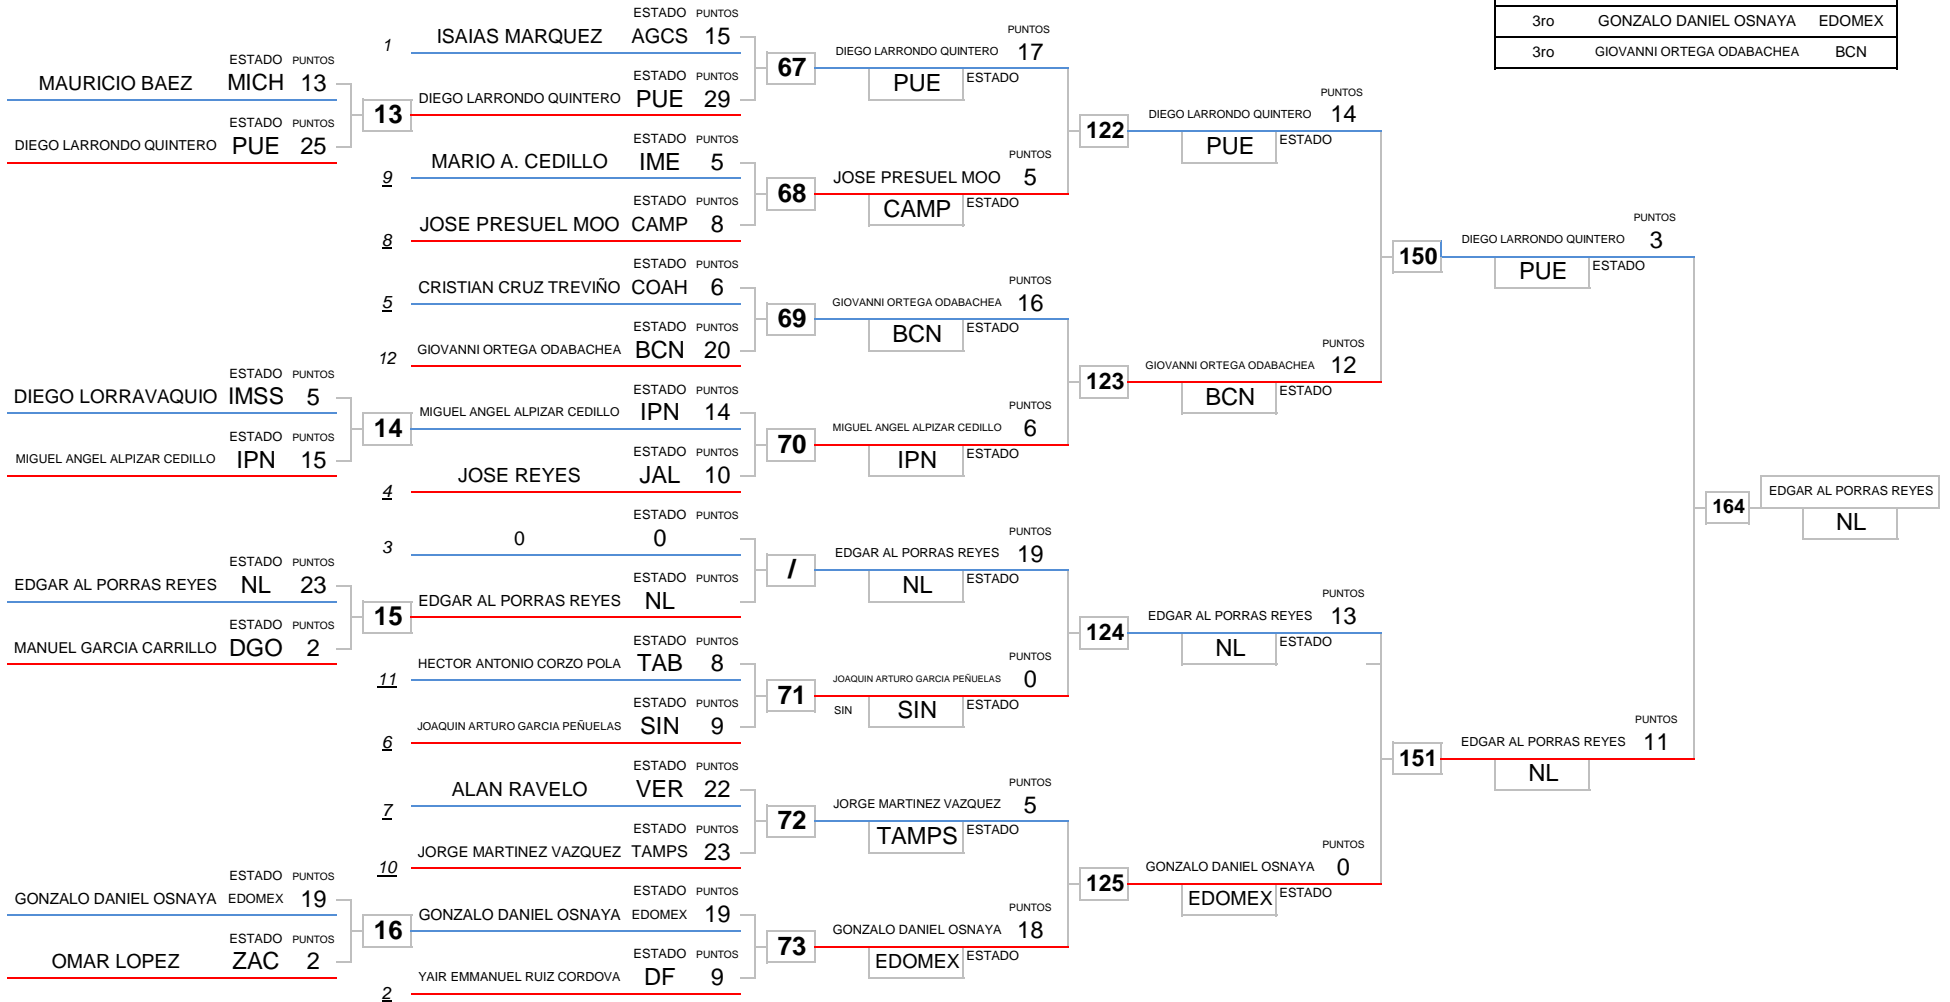 3ro GONZALO DANIEL OSNAYA EDOMEX
3ro GIOVANNI ORTEGA ODABACHEA BCN
ESTADO PUNTOS
MAURICIO BAEZ MICH 13
ESTADO PUNTOS
DIEGO LARRONDO QUINTERO PUE 25
13
ESTADO PUNTOS
DIEGO LORRAVAQUIO IMSS 5
ESTADO PUNTOS
MIGUEL ANGEL ALPIZAR CEDILLO IPN 15
14
ESTADO PUNTOS
EDGAR AL PORRAS REYES NL 23
ESTADO PUNTOS
MANUEL GARCIA CARRILLO DGO 2
15
ESTADO PUNTOS
GONZALO DANIEL OSNAYA EDOMEX 19
ESTADO PUNTOS
OMAR LOPEZ ZAC 2
16
ESTADO PUNTOS
1 ISAIAS MARQUEZ AGCS 15
ESTADO PUNTOS
DIEGO LARRONDO QUINTERO PUE 29
67
ESTADO PUNTOS
9 MARIO A. CEDILLO IME 5
ESTADO PUNTOS
8 JOSE PRESUEL MOO CAMP 8
68
ESTADO PUNTOS
5 CRISTIAN CRUZ TREVIÑO COAH 6
ESTADO PUNTOS
12 GIOVANNI ORTEGA ODABACHEA BCN 20
69
ESTADO PUNTOS
MIGUEL ANGEL ALPIZAR CEDILLO IPN 14
ESTADO PUNTOS
4 JOSE REYES JAL 10
70
ESTADO PUNTOS
3 0 0
ESTADO PUNTOS
EDGAR AL PORRAS REYES NL
/
ESTADO PUNTOS
11 HECTOR ANTONIO CORZO POLA TAB 8
ESTADO PUNTOS
6 JOAQUIN ARTURO GARCIA PEÑUELAS SIN 9
71
ESTADO PUNTOS
7 ALAN RAVELO VER 22
ESTADO PUNTOS
10 JORGE MARTINEZ VAZQUEZ TAMPS 23
72
ESTADO PUNTOS
GONZALO DANIEL OSNAYA EDOMEX 19
ESTADO PUNTOS
2 YAIR EMMANUEL RUIZ CORDOVA DF 9
73
PUNTOS
DIEGO LARRONDO QUINTERO 17
PUE ESTADO
PUNTOS
JOSE PRESUEL MOO 5
CAMP ESTADO
122
PUNTOS
GIOVANNI ORTEGA ODABACHEA 16
BCN ESTADO
PUNTOS
MIGUEL ANGEL ALPIZAR CEDILLO 6
IPN ESTADO
123
PUNTOS
EDGAR AL PORRAS REYES 19
NL ESTADO
PUNTOS
JOAQUIN ARTURO GARCIA PEÑUELAS 0
SIN SIN ESTADO
124
PUNTOS
JORGE MARTINEZ VAZQUEZ 5
TAMPS ESTADO
PUNTOS
GONZALO DANIEL OSNAYA 18
EDOMEX ESTADO
125
PUNTOS
DIEGO LARRONDO QUINTERO 14
PUE ESTADO
PUNTOS
GIOVANNI ORTEGA ODABACHEA 12
BCN ESTADO
150
PUNTOS
EDGAR AL PORRAS REYES 13
NL ESTADO
PUNTOS
GONZALO DANIEL OSNAYA 0
EDOMEX ESTADO
151
PUNTOS
DIEGO LARRONDO QUINTERO 3
PUE ESTADO
PUNTOS
EDGAR AL PORRAS REYES 11
NL
164
EDGAR AL PORRAS REYES
NL